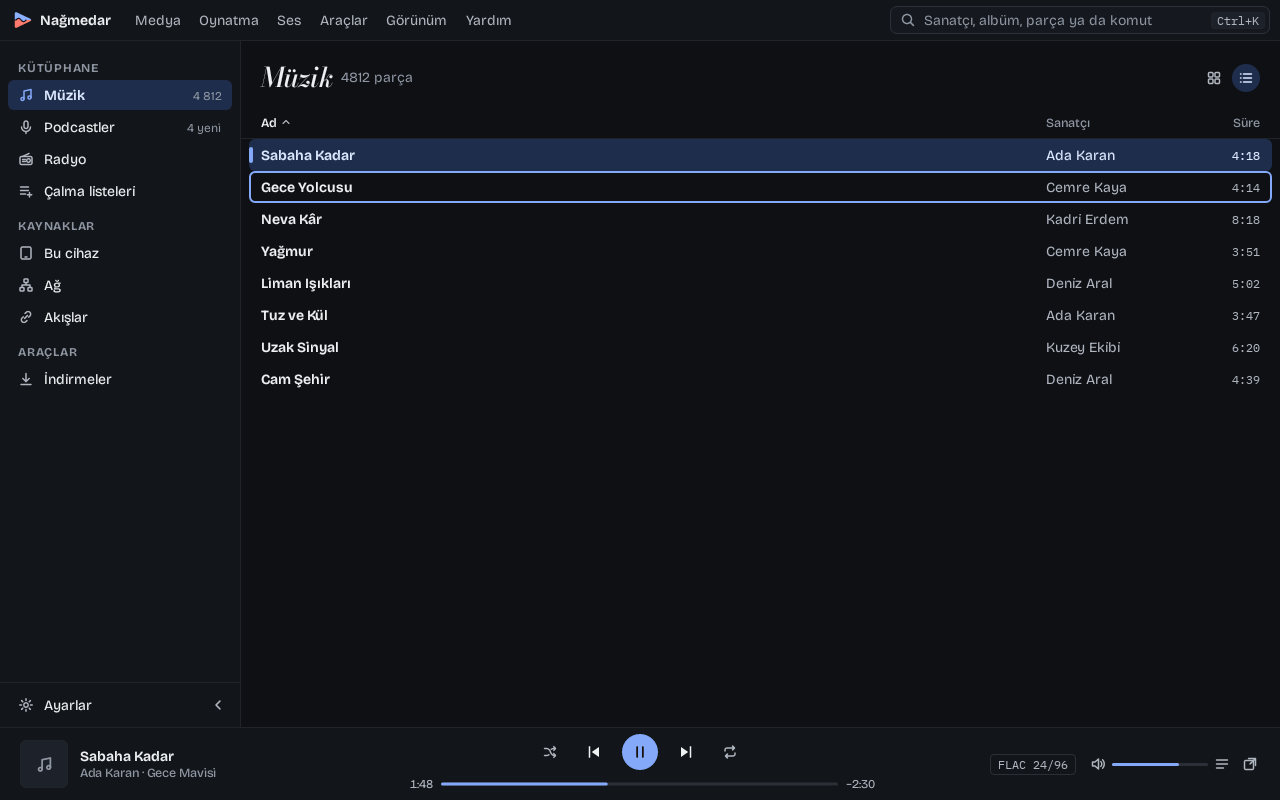 Nağmedar Medya Oynatma Ses Araçlar Görünüm Yardım Sanatçı, albüm, parça ya da komut Ctrl+K
KÜTÜPHANE
Müzik 4 812
Podcastler 4 yeni
Radyo
Çalma listeleri
KAYNAKLAR
Bu cihaz
Ağ
Akışlar
ARAÇLAR
İndirmeler
Ayarlar
Müzik 4812 parça
Ad Sanatçı Süre
Sabaha Kadar Ada Karan 4:18
Gece Yolcusu Cemre Kaya 4:14
Neva Kâr Kadri Erdem 8:18
Yağmur Cemre Kaya 3:51
Liman Işıkları Deniz Aral 5:02
Tuz ve Kül Ada Karan 3:47
Uzak Sinyal Kuzey Ekibi 6:20
Cam Şehir Deniz Aral 4:39
Sabaha Kadar
Ada Karan · Gece Mavisi
1:48 −2:30
FLAC 24/96